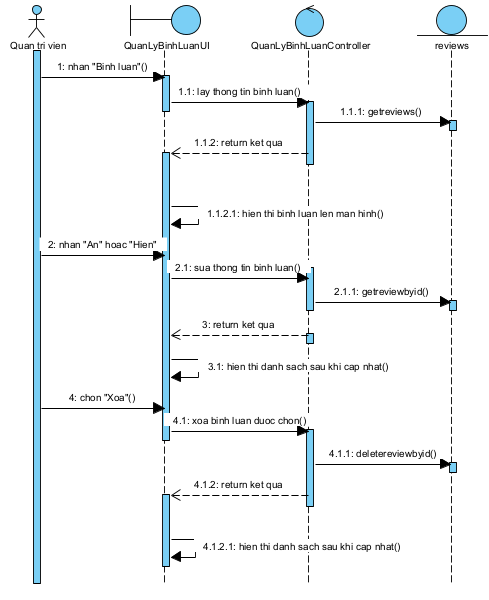 Quan tri vien
QuanLyBinhLuanUI
QuanLyBinhLuanController
reviews
1: nhan "Binh luan"()
1.1: lay thong tin binh luan()
1.1.1: getreviews()
1.1.2: return ket qua
1.1.2.1: hien thi binh luan len man hinh()
2: nhan "An" hoac "Hien"
2.1: sua thong tin binh luan()
2.1.1: getreviewbyid()
3: return ket qua
3.1: hien thi danh sach sau khi cap nhat()
4: chon "Xoa"()
4.1: xoa binh luan duoc chon()
4.1.1: deletereviewbyid()
4.1.2: return ket qua
4.1.2.1: hien thi danh sach sau khi cap nhat()